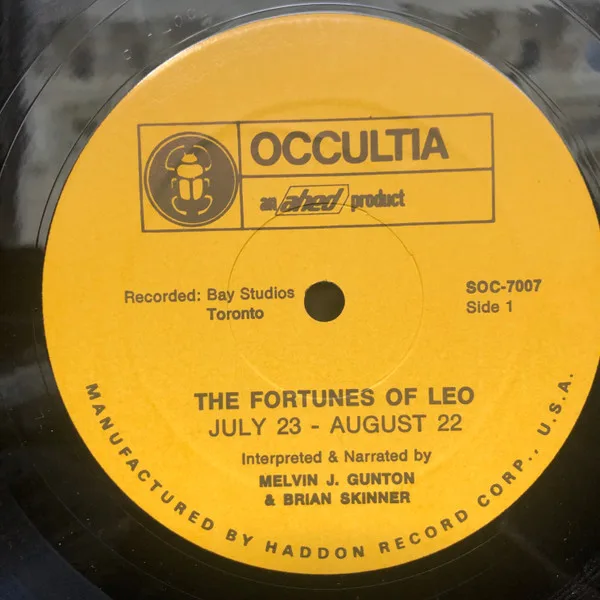 OCCULTIA
an ahed product
Recorded: Bay Studios
Toronto
SOC-7007
Side 1
THE FORTUNES OF LEO
JULY 23 - AUGUST 22
Interpreted & Narrated by
MELVIN J. GUNTON
& BRIAN SKINNER
MANUFACTURED BY HADDON RECORD CORP., U.S.A.